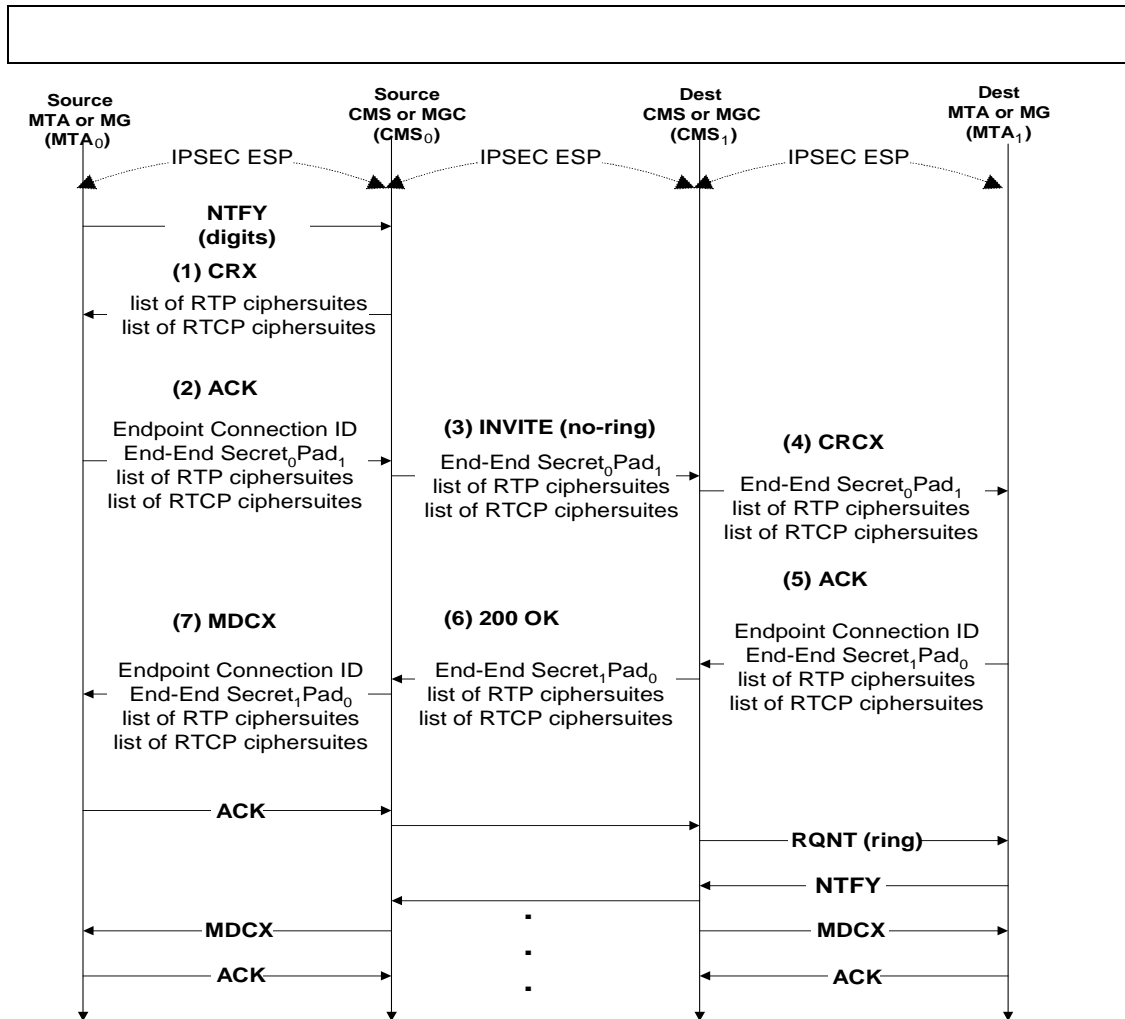 Source
MTA or MG
(MTA₀)
Source
CMS or MGC
(CMS₀)
Dest
CMS or MGC
(CMS₁)
Dest
MTA or MG
(MTA₁)
IPSEC ESP
IPSEC ESP
IPSEC ESP
NTFY
(digits)
(1) CRX
list of RTP ciphersuites
list of RTCP ciphersuites
(2) ACK
Endpoint Connection ID
End-End Secret₀Pad₁
list of RTP ciphersuites
list of RTCP ciphersuites
(3) INVITE (no-ring)
End-End Secret₀Pad₁
list of RTP ciphersuites
list of RTCP ciphersuites
(4) CRCX
End-End Secret₀Pad₁
list of RTP ciphersuites
list of RTCP ciphersuites
(5) ACK
Endpoint Connection ID
End-End Secret₁Pad₀
list of RTP ciphersuites
list of RTCP ciphersuites
(6) 200 OK
End-End Secret₁Pad₀
list of RTP ciphersuites
list of RTCP ciphersuites
(7) MDCX
Endpoint Connection ID
End-End Secret₁Pad₀
list of RTP ciphersuites
list of RTCP ciphersuites
ACK
RQNT (ring)
NTFY
MDCX
MDCX
ACK
ACK